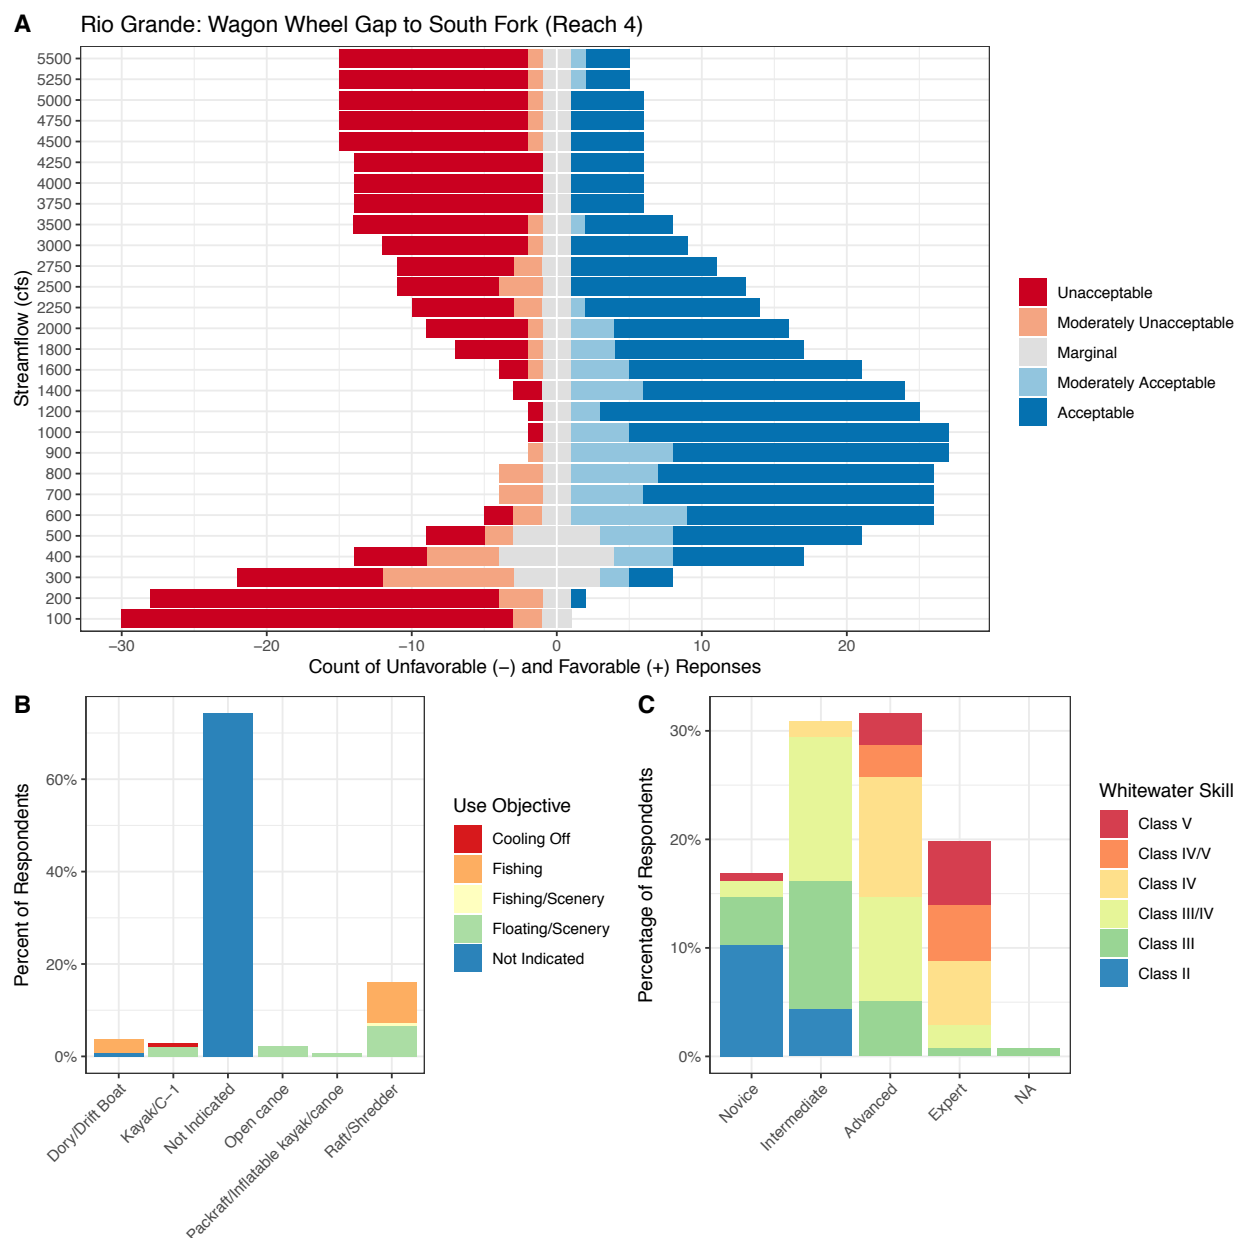 A
Rio Grande: Wagon Wheel Gap to South Fork (Reach 4)
Streamflow (cfs)
5500
5250
5000
4750
4500
4250
4000
3750
3500
3000
2750
2500
2250
2000
1800
1600
1400
1200
1000
900
800
700
600
500
400
300
200
100
−30 −20 −10 0 10 20
Count of Unfavorable (−) and Favorable (+) Reponses
Unacceptable
Moderately Unacceptable
Marginal
Moderately Acceptable
Acceptable
B
Percent of Respondents
60%
40%
20%
0%
Dory/Drift Boat
Kayak/C−1
Not Indicated
Open canoe
Packraft/Inflatable kayak/canoe
Raft/Shredder
Use Objective
Cooling Off
Fishing
Fishing/Scenery
Floating/Scenery
Not Indicated
C
Percentage of Respondents
30%
20%
10%
0%
Novice
Intermediate
Advanced
Expert
NA
Whitewater Skill
Class V
Class IV/V
Class IV
Class III/IV
Class III
Class II